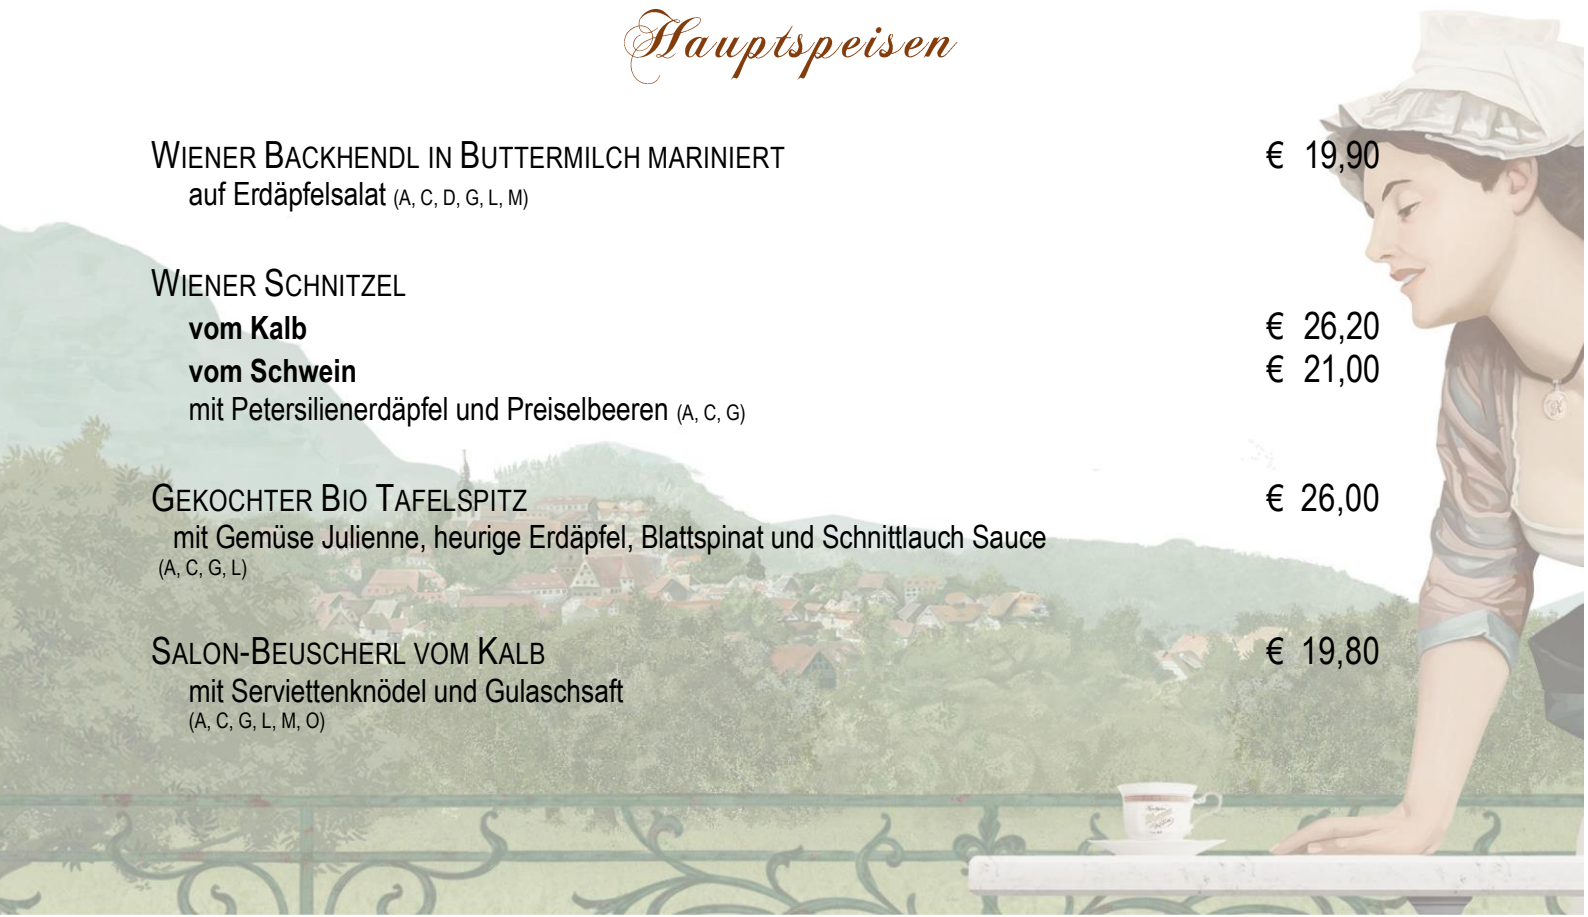 Hauptspeisen
WIENER BACKHENDL IN BUTTERMILCH MARINIERT € 19,90
auf Erdäpfelsalat (A, C, D, G, L, M)
WIENER SCHNITZEL
vom Kalb € 26,20
vom Schwein € 21,00
mit Petersilienerdäpfel und Preiselbeeren (A, C, G)
GEKOCHTER BIO TAFELSPITZ € 26,00
mit Gemüse Julienne, heurige Erdäpfel, Blattspinat und Schnittlauch Sauce
(A, C, G, L)
SALON-BEUSCHERL VOM KALB € 19,80
mit Serviettenknödel und Gulaschsaft
(A, C, G, L, M, O)